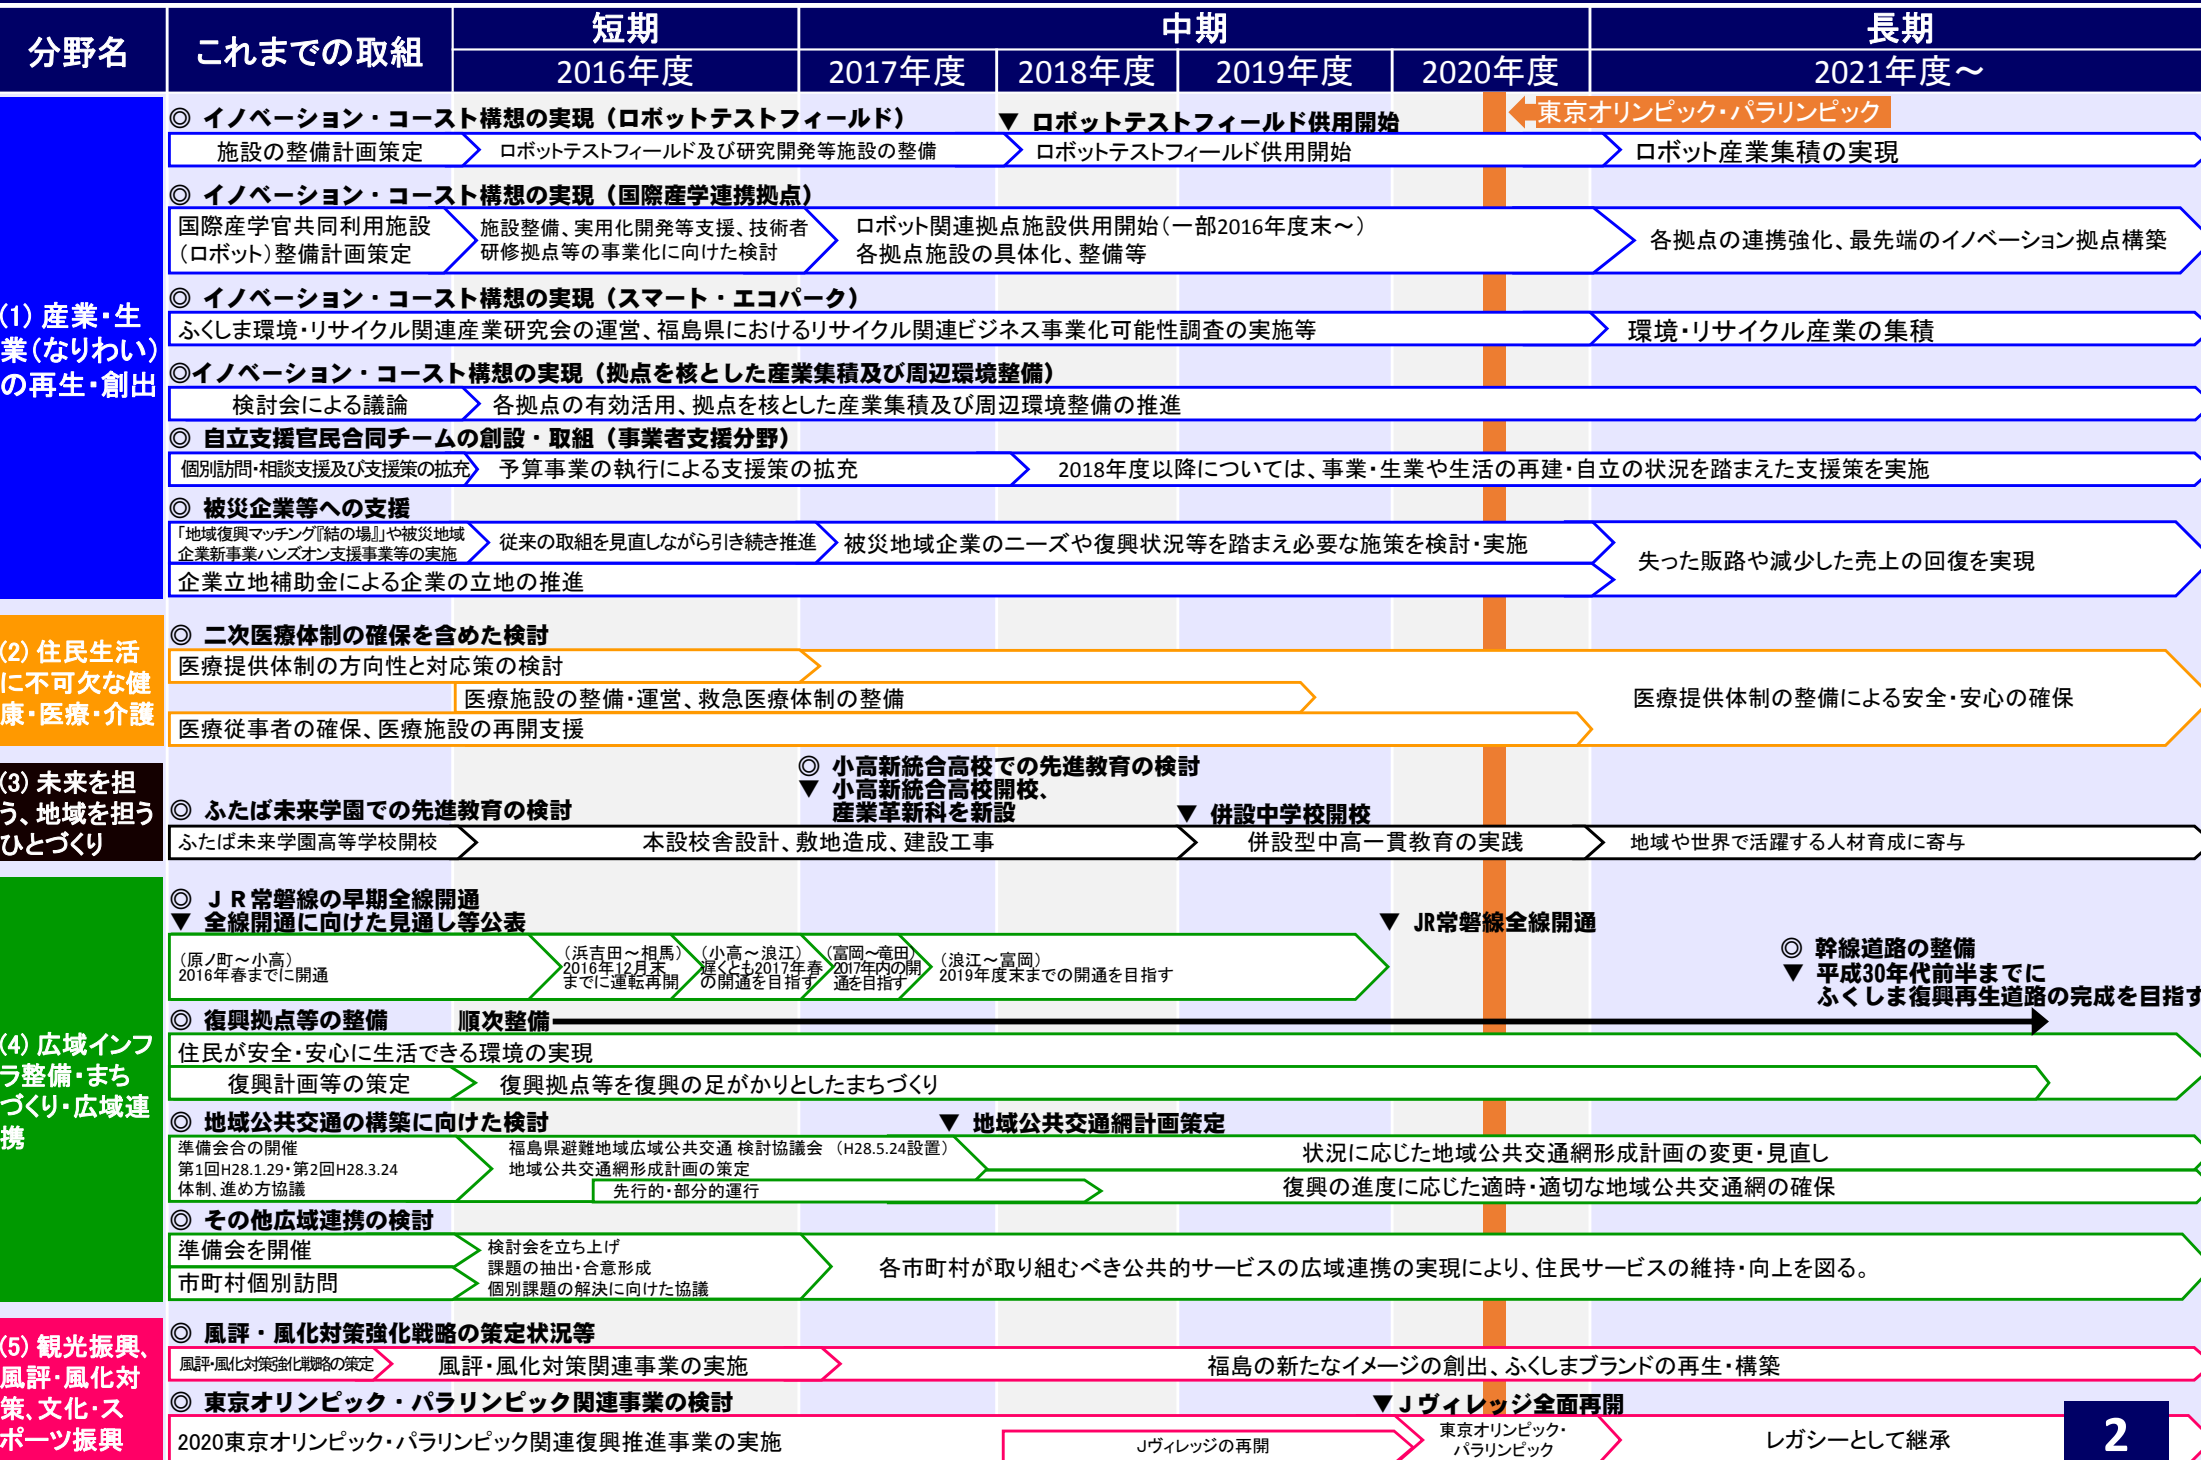 分野名
これまでの取組
短期
中期
長期
2016年度
2017年度
2018年度
2019年度
2020年度
2021年度～
東京オリンピック・パラリンピック
(1) 産業・生
業(なりわい)
の再生・創出
◎ イノベーション・コースト構想の実現（ロボットテストフィールド）
▼ ロボットテストフィールド供用開始
施設の整備計画策定
ロボットテストフィールド及び研究開発等施設の整備
ロボットテストフィールド供用開始
ロボット産業集積の実現
◎ イノベーション・コースト構想の実現（国際産学連携拠点）
国際産学官共同利用施設
（ロボット）整備計画策定
施設整備、実用化開発等支援、技術者
研修拠点等の事業化に向けた検討
ロボット関連拠点施設供用開始（一部2016年度末～）
各拠点施設の具体化、整備等
各拠点の連携強化、最先端のイノベーション拠点構築
◎ イノベーション・コースト構想の実現（スマート・エコパーク）
ふくしま環境・リサイクル関連産業研究会の運営、福島県におけるリサイクル関連ビジネス事業化可能性調査の実施等
環境・リサイクル産業の集積
◎イノベーション・コースト構想の実現（拠点を核とした産業集積及び周辺環境整備）
検討会による議論
各拠点の有効活用、拠点を核とした産業集積及び周辺環境整備の推進
◎ 自立支援官民合同チームの創設・取組（事業者支援分野）
個別訪問・相談支援及び支援策の拡充
予算事業の執行による支援策の拡充
2018年度以降については、事業・生業や生活の再建・自立の状況を踏まえた支援策を実施
◎ 被災企業等への支援
「地域復興マッチング『結の場』」や被災地域
企業新事業ハンズオン支援事業等の実施
従来の取組を見直しながら引き続き推進
被災地域企業のニーズや復興状況等を踏まえ必要な施策を検討・実施
失った販路や減少した売上の回復を実現
企業立地補助金による企業の立地の推進
(2) 住民生活
に不可欠な健
康・医療・介護
◎ 二次医療体制の確保を含めた検討
医療提供体制の方向性と対応策の検討
医療施設の整備・運営、救急医療体制の整備
医療提供体制の整備による安全・安心の確保
医療従事者の確保、医療施設の再開支援
(3) 未来を担
う、地域を担う
ひとづくり
◎ 小高新統合高校での先進教育の検討
▼ 小高新統合高校開校、
産業革新科を新設
◎ ふたば未来学園での先進教育の検討
▼ 併設中学校開校
ふたば未来学園高等学校開校
本設校舎設計、敷地造成、建設工事
併設型中高一貫教育の実践
地域や世界で活躍する人材育成に寄与
(4) 広域インフ
ラ整備・まち
づくり・広域連
携
◎ ＪＲ常磐線の早期全線開通
▼ 全線開通に向けた見通し等公表
▼ JR常磐線全線開通
（原ノ町～小高）
2016年春までに開通
（浜吉田～相馬）
2016年12月末
までに運転再開
（小高～浪江）
遅くとも2017年春
の開通を目指す
（富岡～竜田）
2017年内の開
通を目指す
（浪江～富岡）
2019年度末までの開通を目指す
◎ 幹線道路の整備
▼ 平成30年代前半までに
ふくしま復興再生道路の完成を目指す
◎ 復興拠点等の整備
順次整備
住民が安全・安心に生活できる環境の実現
復興計画等の策定
復興拠点等を復興の足がかりとしたまちづくり
◎ 地域公共交通の構築に向けた検討
▼ 地域公共交通網計画策定
準備会合の開催
第1回H28.1.29・第2回H28.3.24
体制、進め方協議
福島県避難地域広域公共交通 検討協議会 （H28.5.24設置）
地域公共交通網形成計画の策定
先行的・部分的運行
状況に応じた地域公共交通網形成計画の変更・見直し
復興の進度に応じた適時・適切な地域公共交通網の確保
◎ その他広域連携の検討
準備会を開催
市町村個別訪問
検討会を立ち上げ
課題の抽出・合意形成
個別課題の解決に向けた協議
各市町村が取り組むべき公共的サービスの広域連携の実現により、住民サービスの維持・向上を図る。
(5) 観光振興、
風評・風化対
策、文化・ス
ポーツ振興
◎ 風評・風化対策強化戦略の策定状況等
風評・風化対策強化戦略の策定
風評・風化対策関連事業の実施
福島の新たなイメージの創出、ふくしまブランドの再生・構築
◎ 東京オリンピック・パラリンピック関連事業の検討
▼Ｊヴィレッジ全面再開
2020東京オリンピック・パラリンピック関連復興推進事業の実施
Jヴィレッジの再開
東京オリンピック・
パラリンピック
レガシーとして継承
2